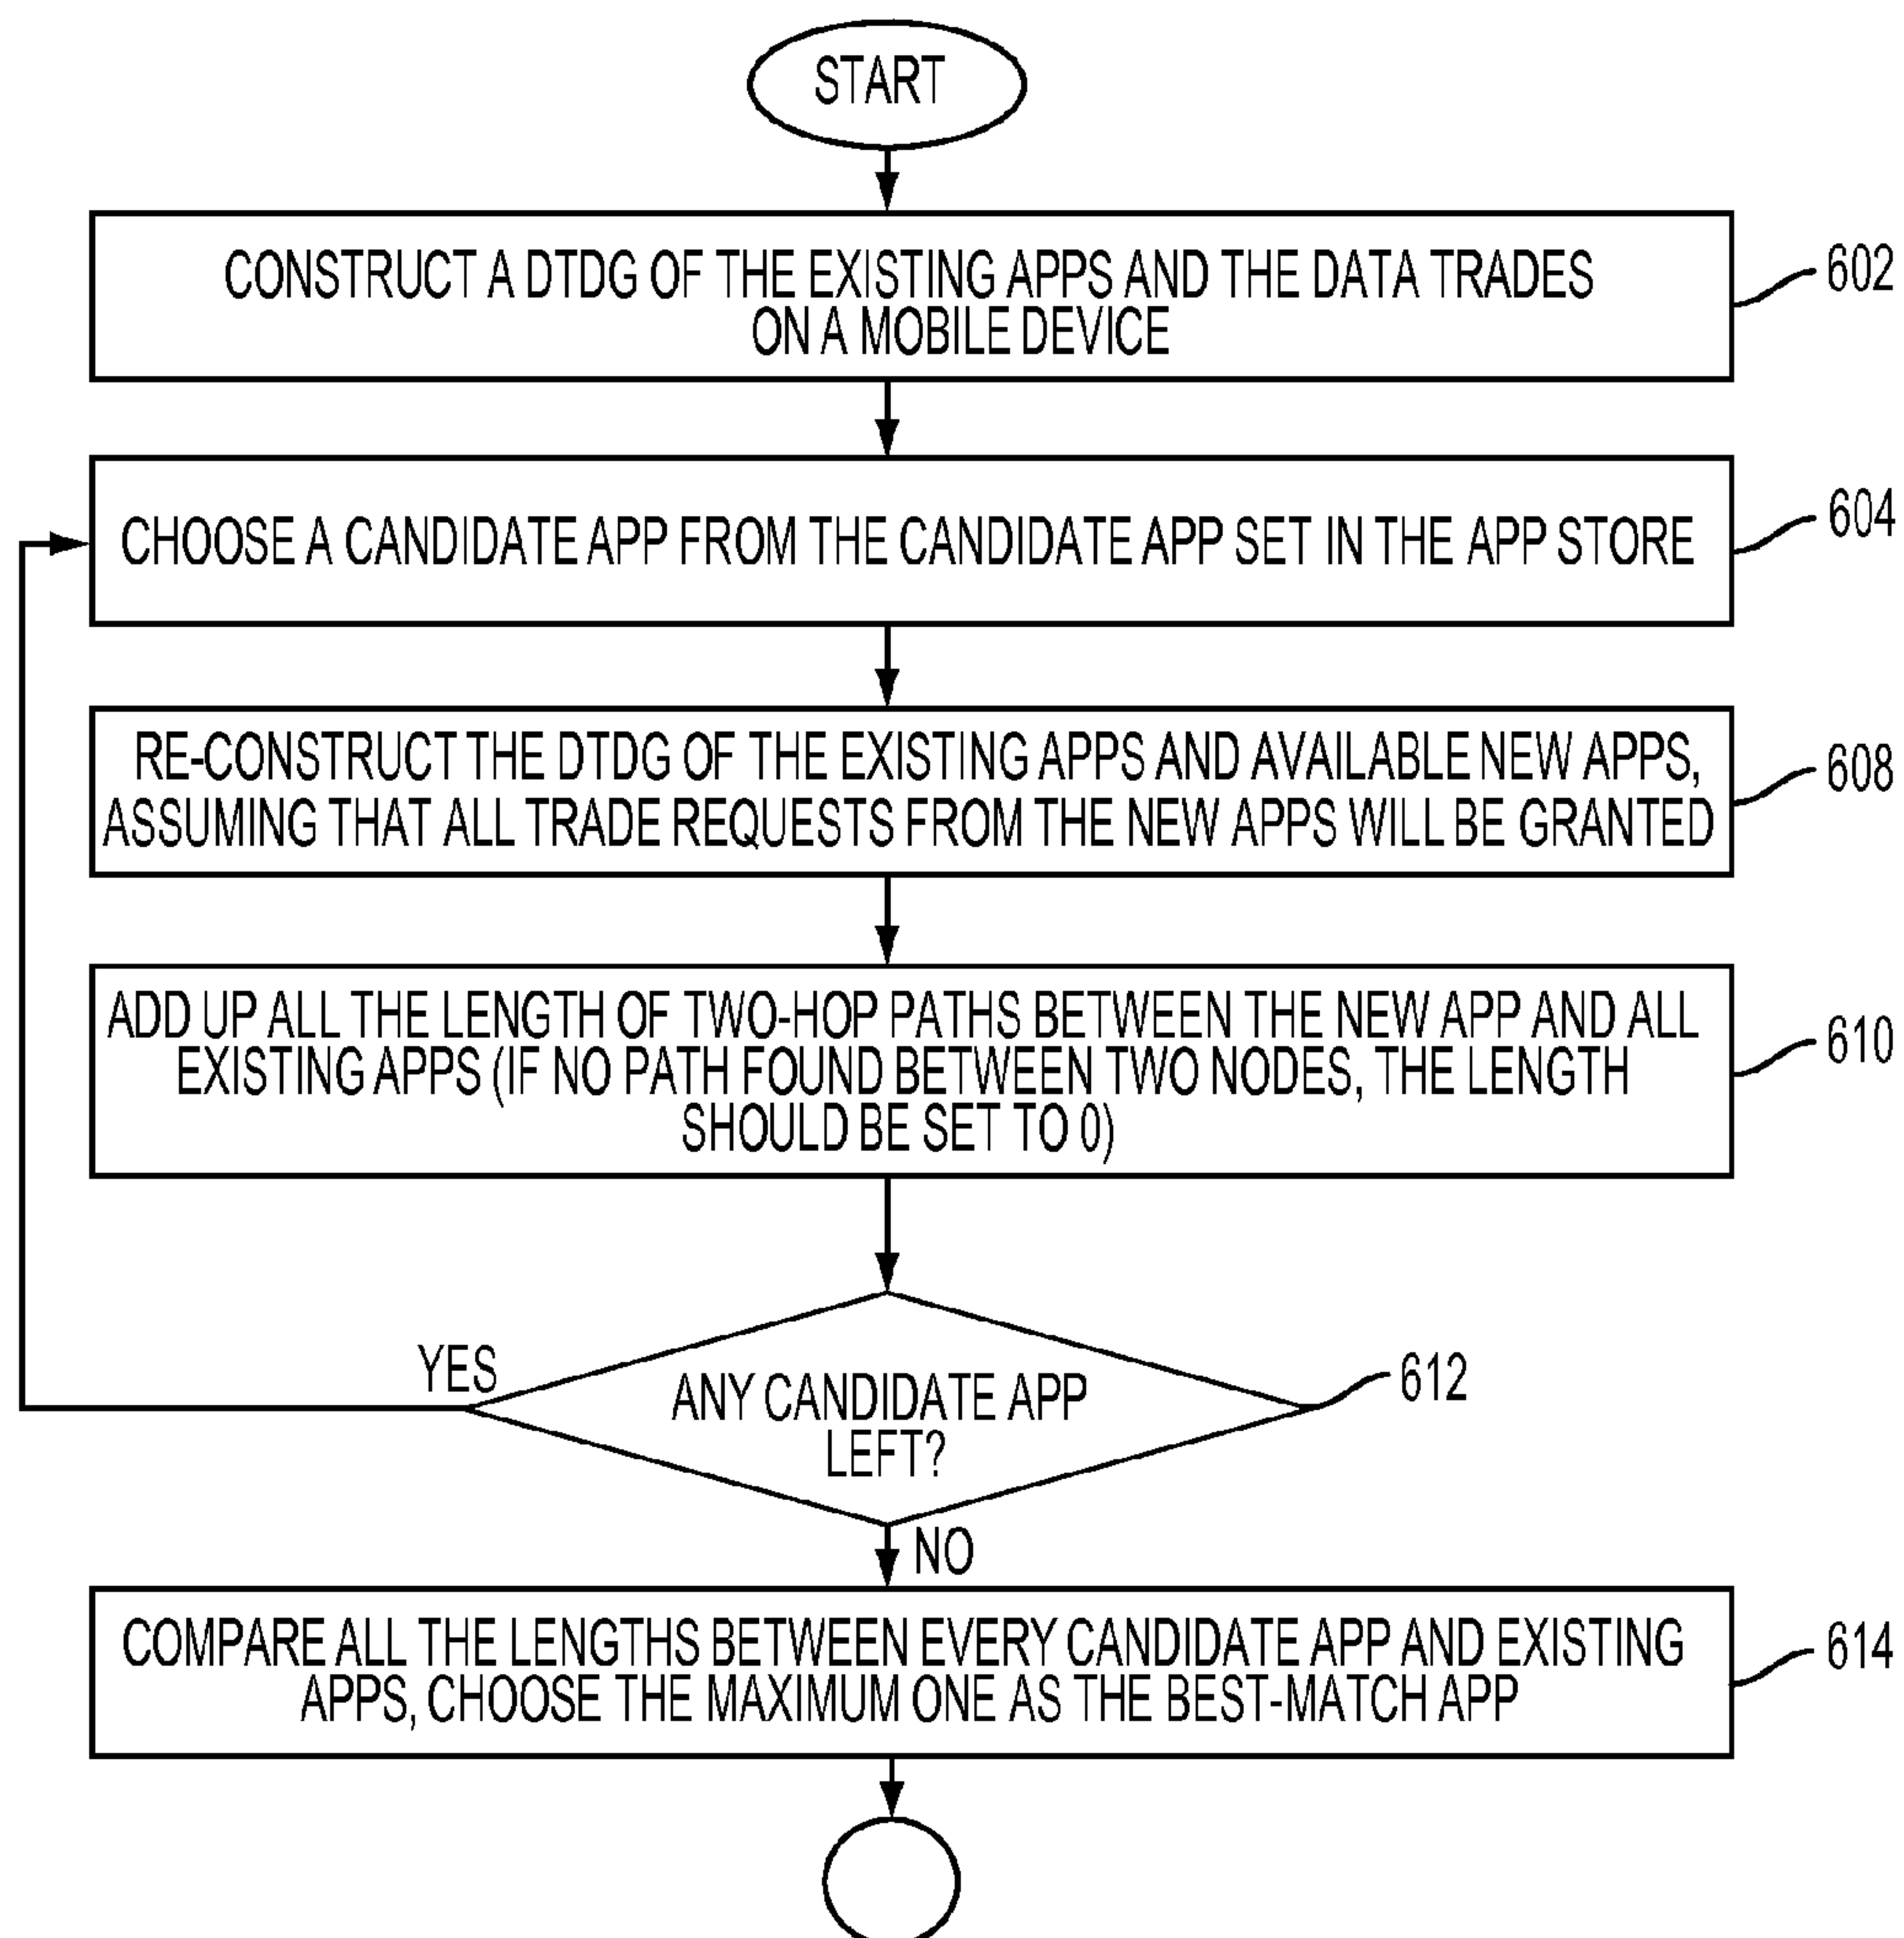 START
CONSTRUCT A DTDG OF THE EXISTING APPS AND THE DATA TRADES
ON A MOBILE DEVICE
602
CHOOSE A CANDIDATE APP FROM THE CANDIDATE APP SET IN THE APP STORE
604
RE-CONSTRUCT THE DTDG OF THE EXISTING APPS AND AVAILABLE NEW APPS,
ASSUMING THAT ALL TRADE REQUESTS FROM THE NEW APPS WILL BE GRANTED
608
ADD UP ALL THE LENGTH OF TWO-HOP PATHS BETWEEN THE NEW APP AND ALL
EXISTING APPS (IF NO PATH FOUND BETWEEN TWO NODES, THE LENGTH
SHOULD BE SET TO 0)
610
YES
ANY CANDIDATE APP
LEFT?
612
NO
COMPARE ALL THE LENGTHS BETWEEN EVERY CANDIDATE APP AND EXISTING
APPS, CHOOSE THE MAXIMUM ONE AS THE BEST-MATCH APP
614